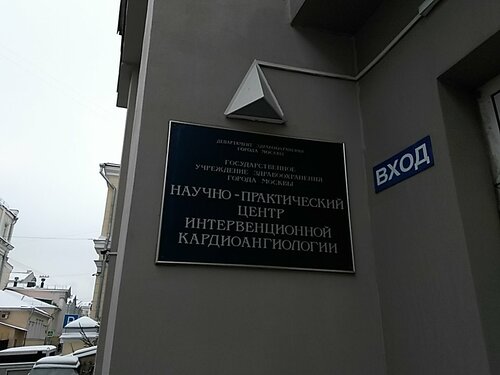 ДЕПАРТАМЕНТ ЗДРАВООХРАНЕНИЯ
ГОРОДА МОСКВЫ
ГОСУДАРСТВЕННОЕ
УЧРЕЖДЕНИЕ ЗДРАВООХРАНЕНИЯ
ГОРОДА МОСКВЫ
НАУЧНО-ПРАКТИЧЕСКИЙ
ЦЕНТР
ИНТЕРВЕНЦИОННОЙ
КАРДИОАНГИОЛОГИИ
ВХОД